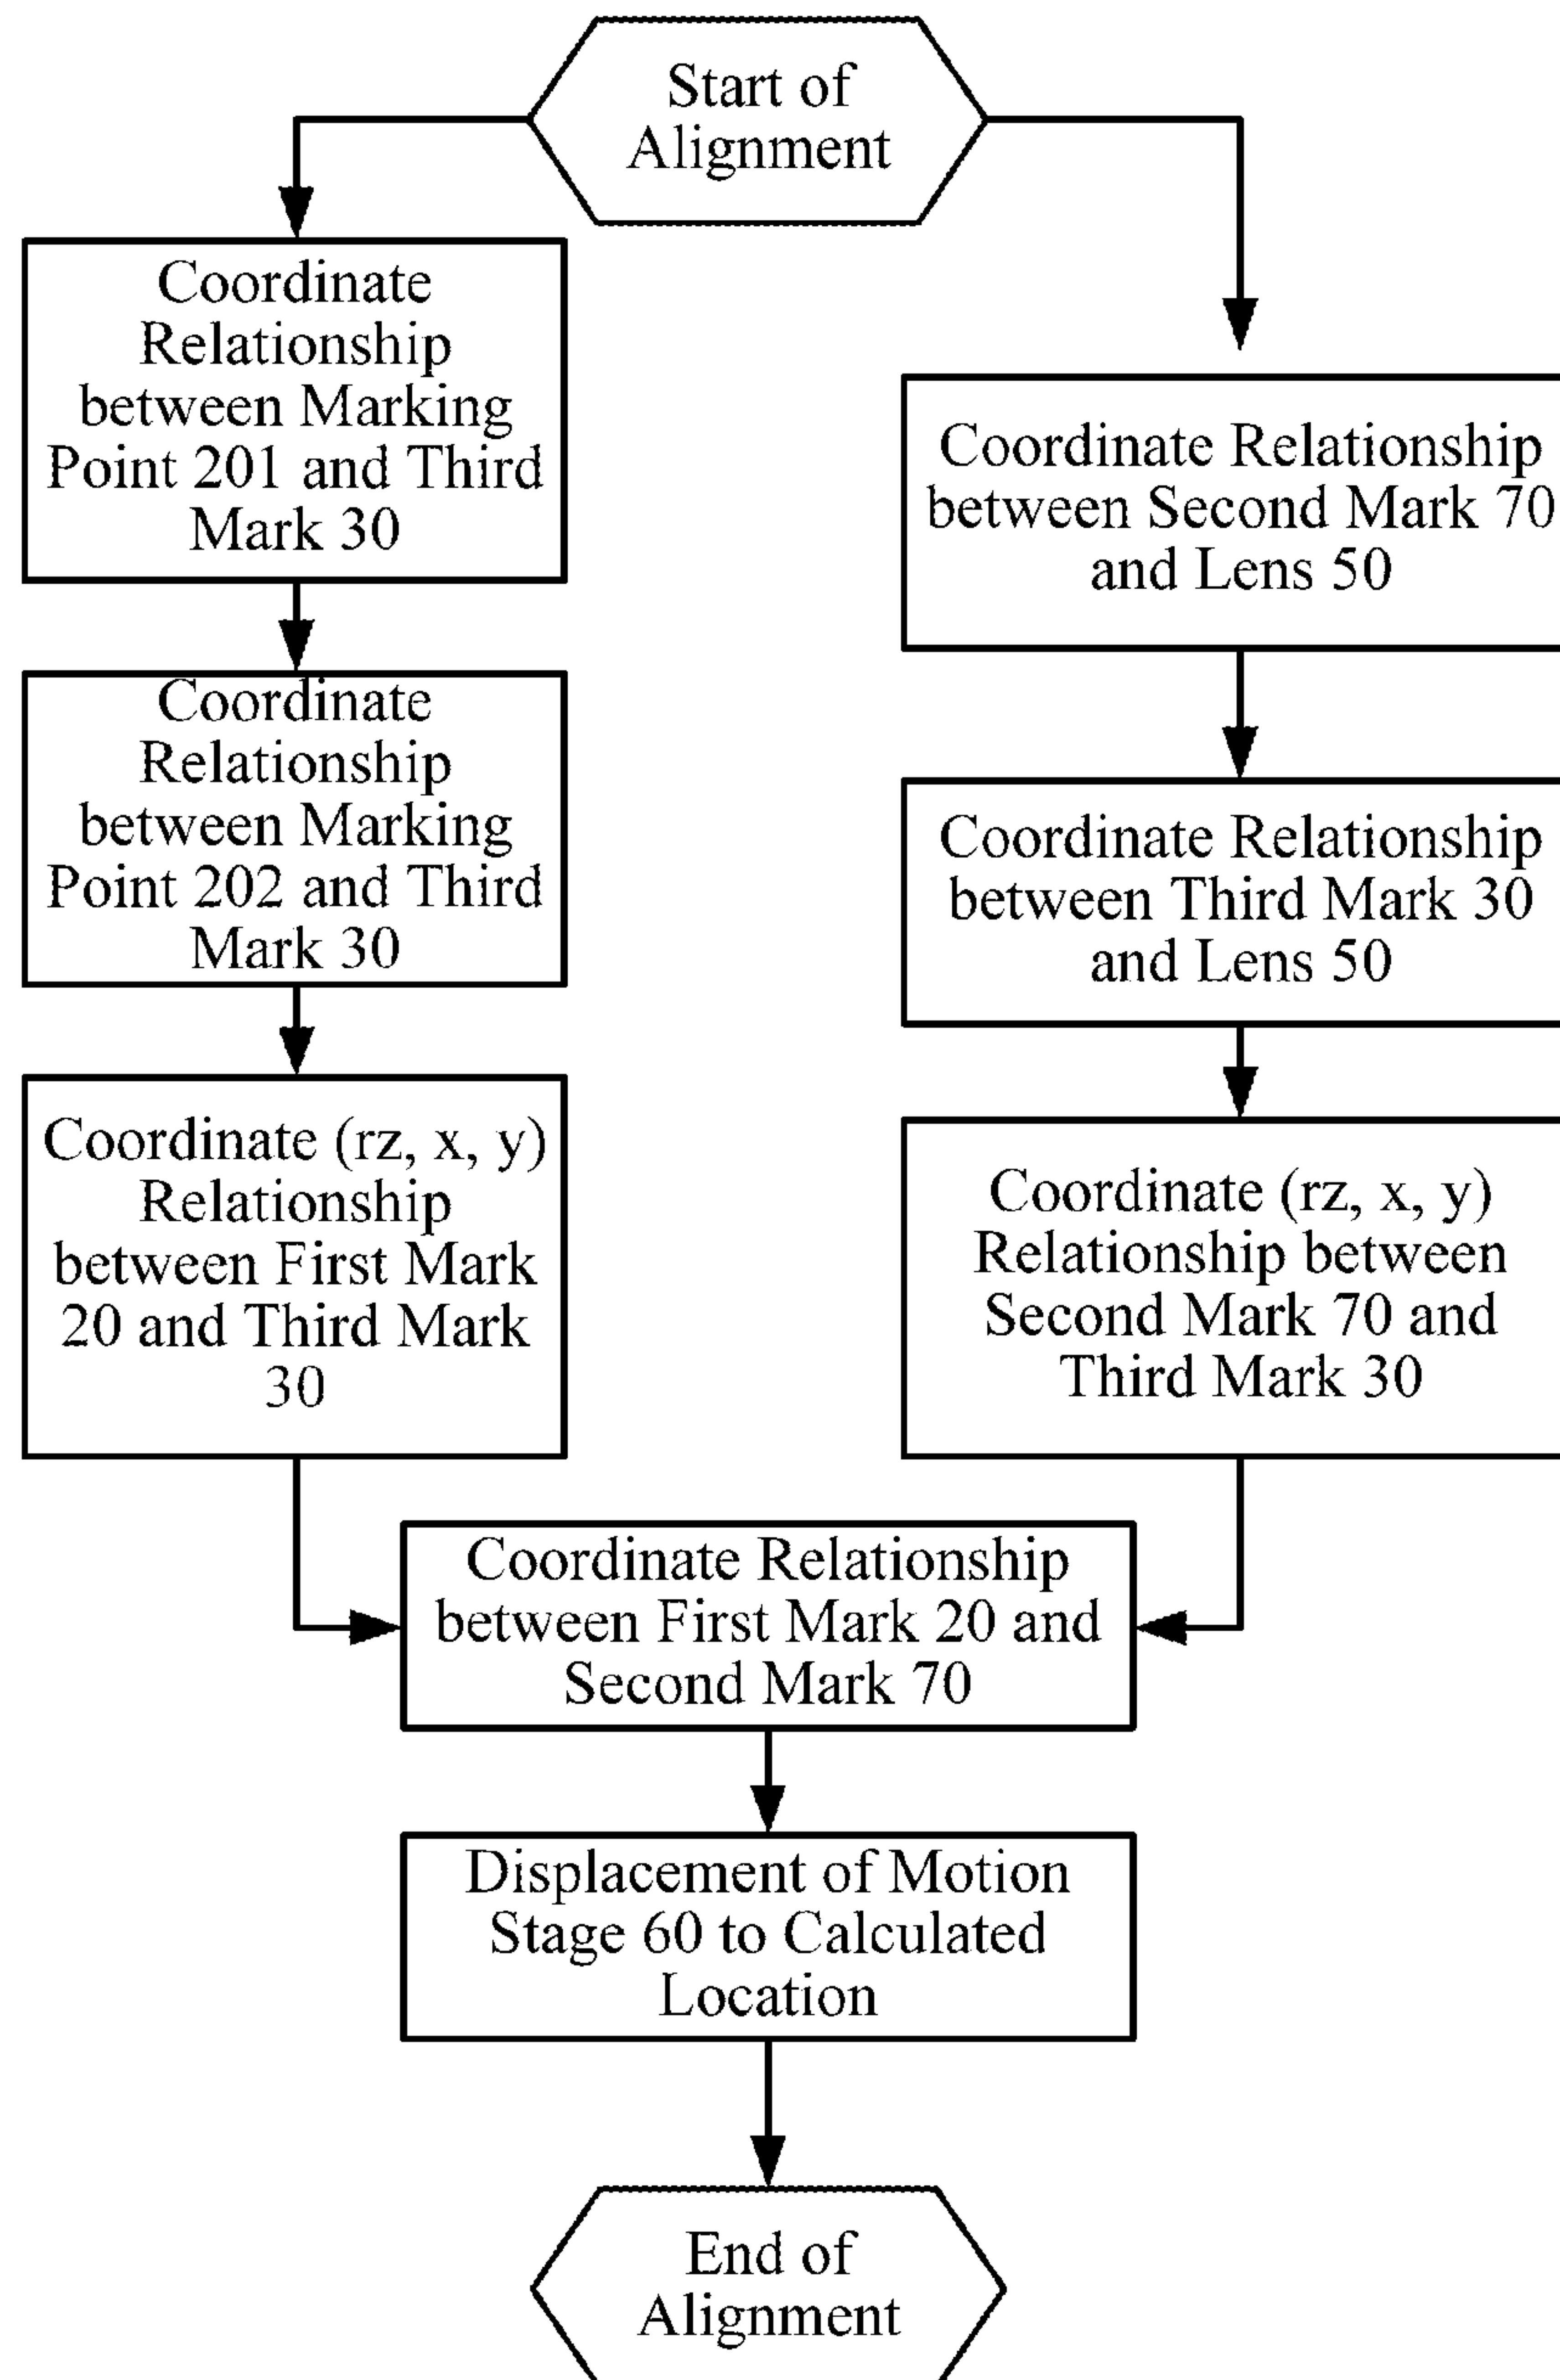 Start of
Alignment
Coordinate
Relationship
between Marking
Point 201 and Third
Mark 30
Coordinate
Relationship
between Marking
Point 202 and Third
Mark 30
Coordinate (rz, x, y)
Relationship
between First Mark
20 and Third Mark
30
Coordinate Relationship
between Second Mark 70
and Lens 50
Coordinate Relationship
between Third Mark 30
and Lens 50
Coordinate (rz, x, y)
Relationship between
Second Mark 70 and
Third Mark 30
Coordinate Relationship
between First Mark 20 and
Second Mark 70
Displacement of Motion
Stage 60 to Calculated
Location
End of
Alignment